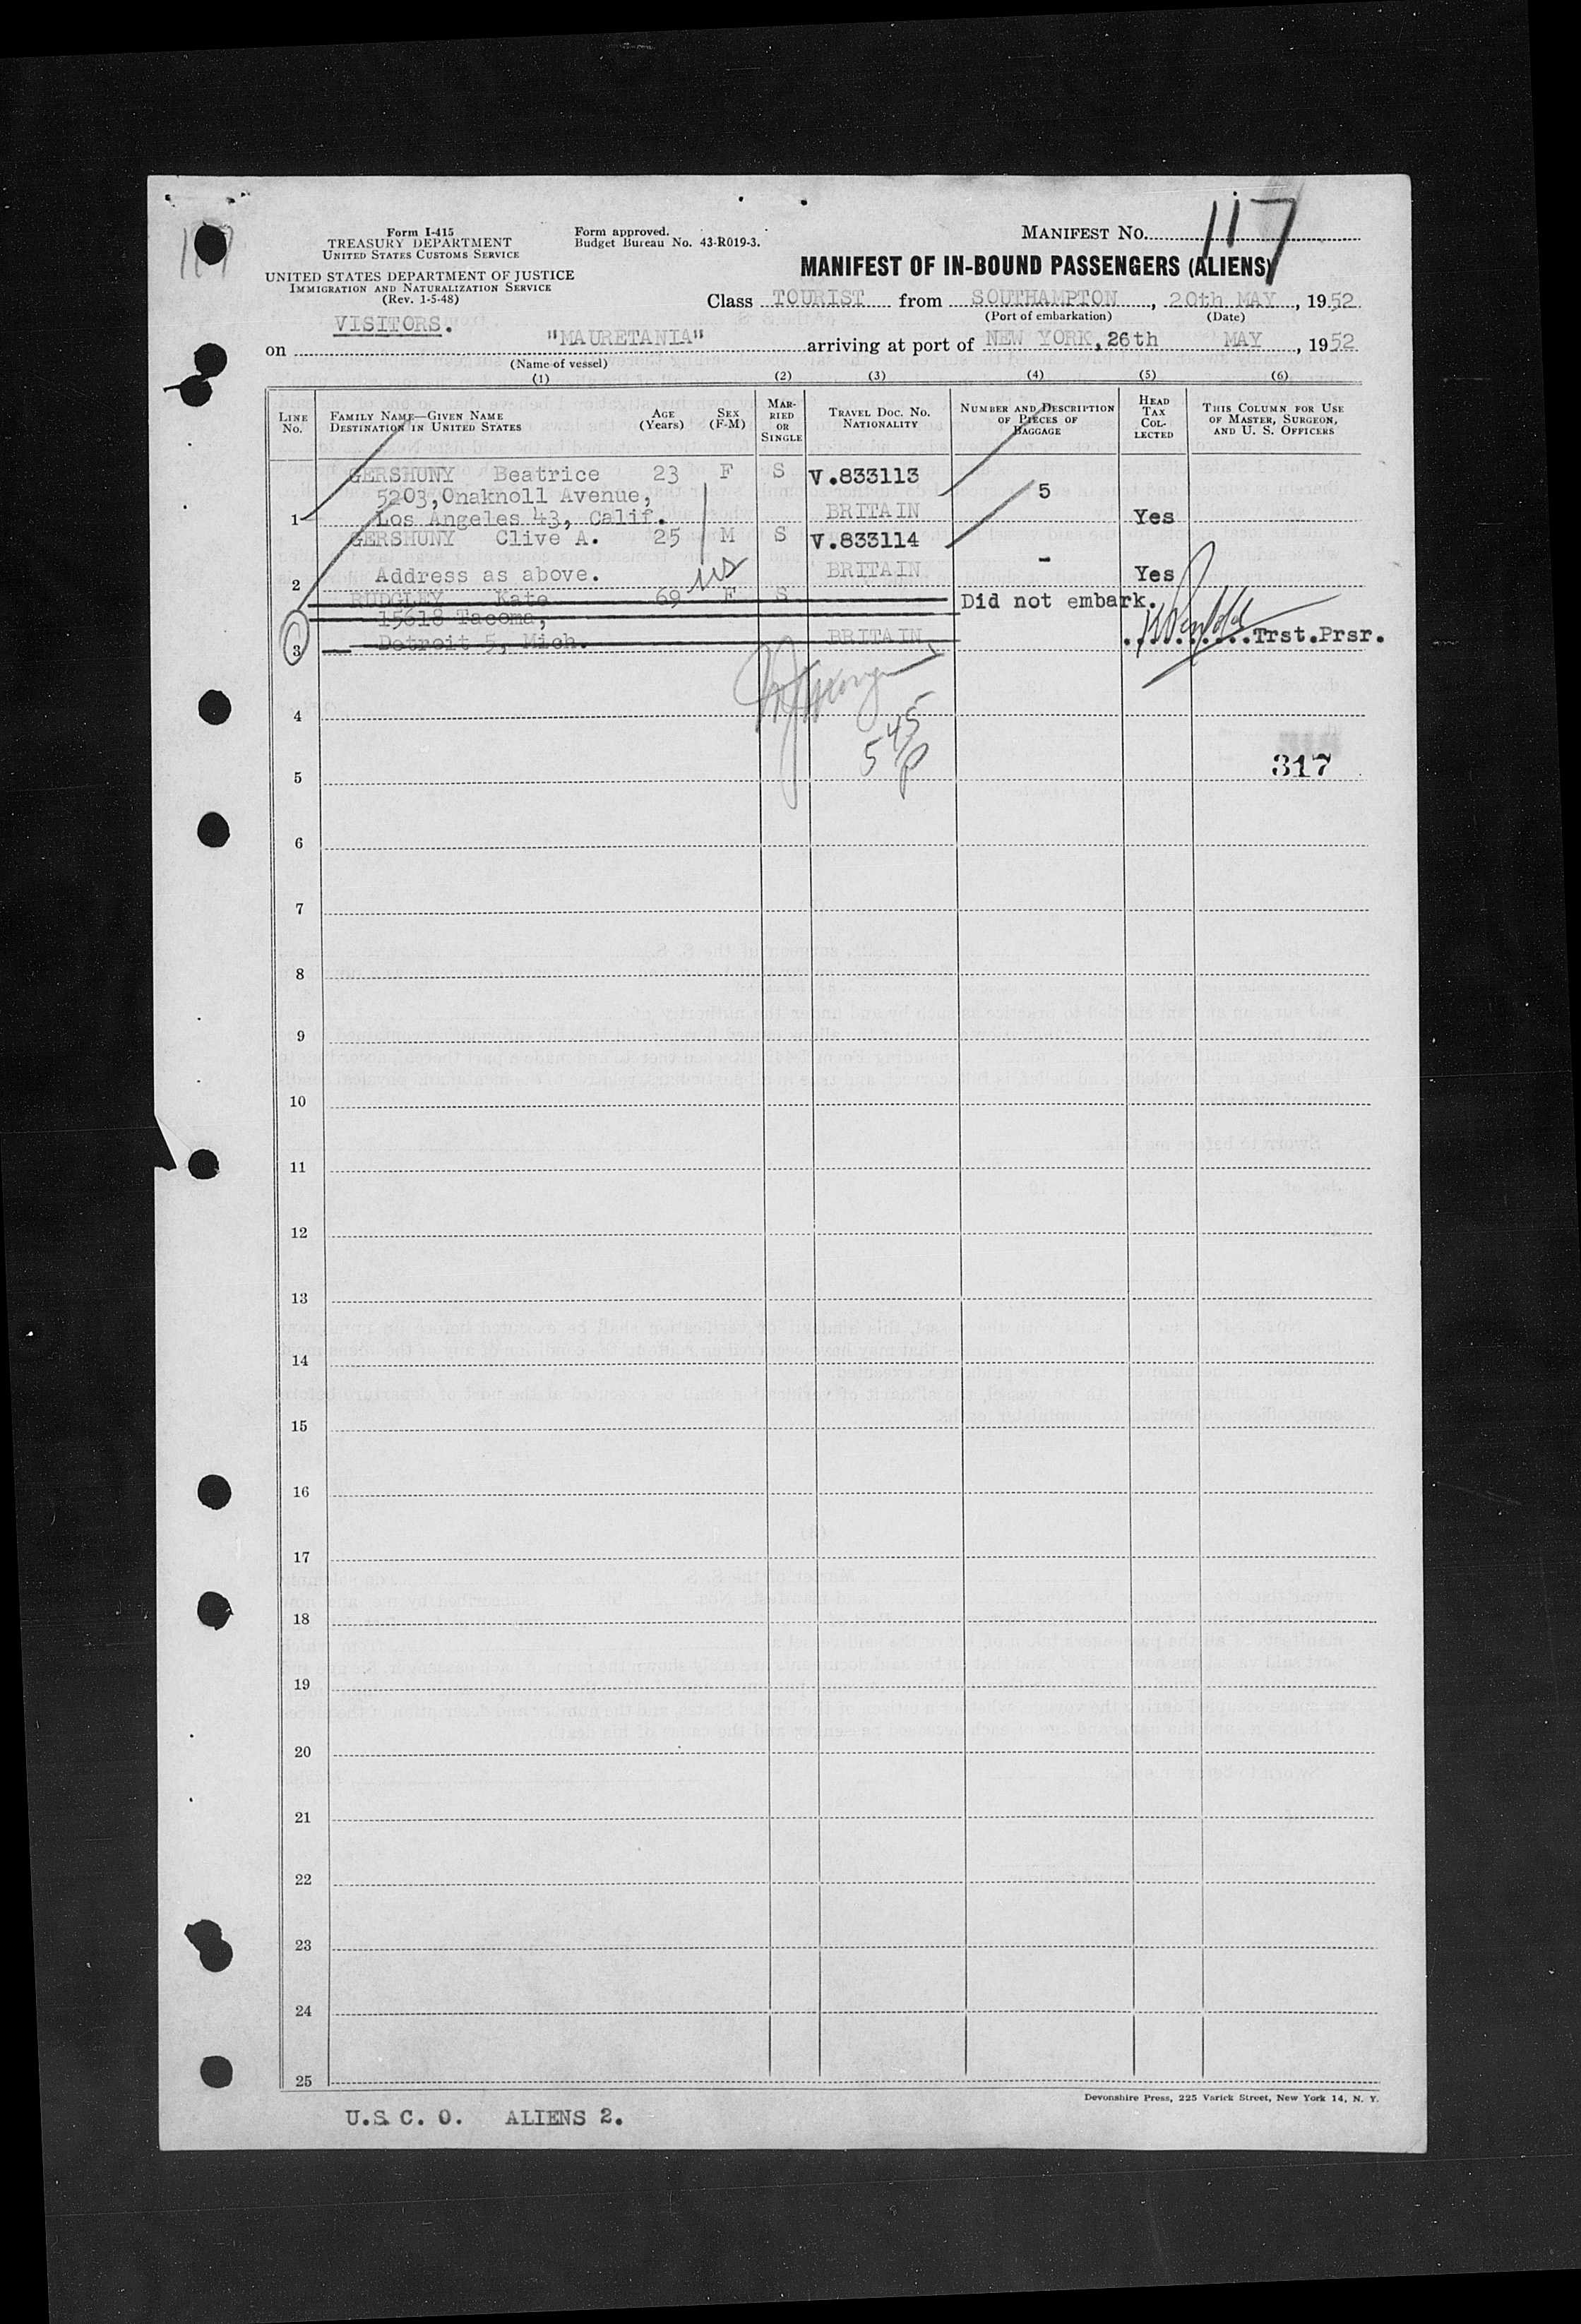 117
Form I-415
TREASURY DEPARTMENT
UNITED STATES CUSTOMS SERVICE
UNITED STATES DEPARTMENT OF JUSTICE
IMMIGRATION AND NATURALIZATION SERVICE
(Rev. 1-5-48)
Form approved.
Budget Bureau No. 43-R019-3.
MANIFEST No. 117
MANIFEST OF IN-BOUND PASSENGERS (ALIENS)
Class TOURIST from SOUTHAMPTON, 20th MAY, 1952
(Port of embarkation) (Date)
VISITORS.
on "MAURETANIA" arriving at port of NEW YORK, 26th MAY, 1952
(Name of vessel)
(1) (2) (3) (4) (5) (6)
LINE No. FAMILY NAME—GIVEN NAME DESTINATION IN UNITED STATES AGE (Years) SEX (F-M) MARRIED OR SINGLE TRAVEL DOC. NO. NATIONALITY NUMBER AND DESCRIPTION OF PIECES OF BAGGAGE HEAD TAX COLLECTED THIS COLUMN FOR USE OF MASTER, SURGEON, AND U. S. OFFICERS
GERSHUNY Beatrice 23 F S V.833113
5203, Onaknoll Avenue, 5
1 Los Angeles 43, Calif. BRITAIN Yes
GERSHUNY Clive A. 25 M S V.833114
2 Address as above. BRITAIN - Yes
RUDGLEY Kate 69 F S Did not embark.
15618 Tacoma,
3 Detroit 5, Mich. BRITAIN Trst.Prsr.
4
545
5 317
6
7
8
9
10
11
12
13
14
15
16
17
18
19
20
21
22
23
24
25
Devonshire Press, 225 Varick Street, New York 14, N. Y.
U.S.C.O. ALIENS 2.